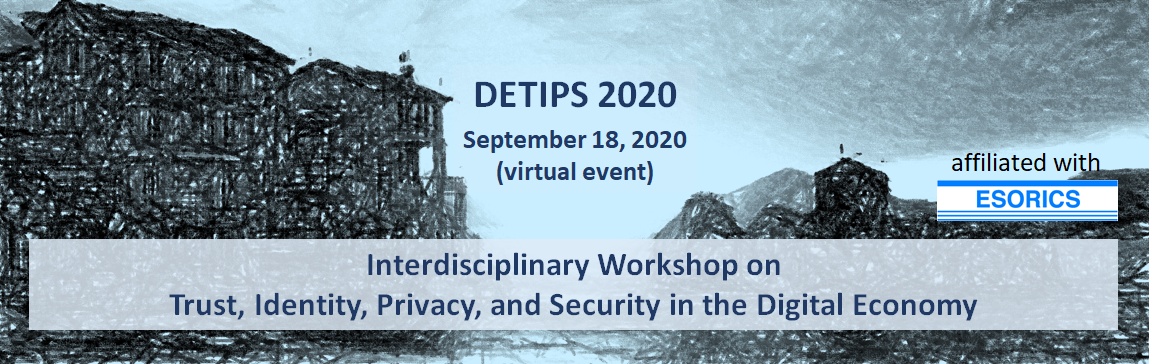 DETIPS 2020
September 18, 2020
(virtual event)
affiliated with
ESORICS
Interdisciplinary Workshop on
Trust, Identity, Privacy, and Security in the Digital Economy